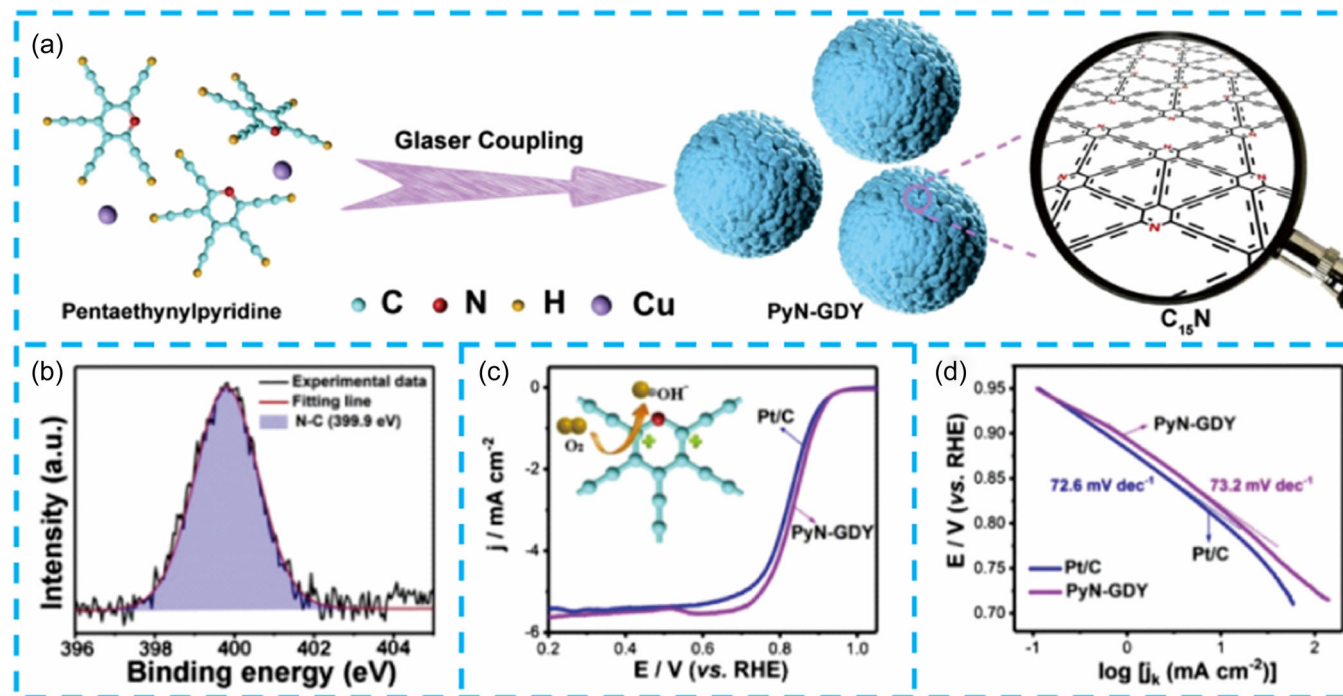 (a)
Glaser Coupling
Pentaethynylpyridine
C N H Cu
PyN-GDY
C₁₅N
N
(b)
Experimental data
Fitting line
N-C (399.9 eV)
Intensity (a.u.)
396 398 400 402 404
Binding energy (eV)
(c)
0
-2
-4
-6
j / mA cm⁻²
OH⁻
O₂
Pt/C
PyN-GDY
0.2 0.4 0.6 0.8 1.0
E / V (vs. RHE)
(d)
0.95
0.90
0.85
0.80
0.75
0.70
E / V (vs. RHE)
PyN-GDY
72.6 mV dec⁻¹
73.2 mV dec⁻¹
Pt/C
Pt/C
PyN-GDY
-1 0 1 2
log [jₖ (mA cm⁻²)]